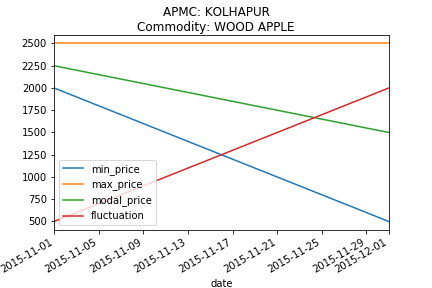 APMC: KOLHAPUR
Commodity: WOOD APPLE
2500
2250
2000
1750
1500
1250
1000
750
500
min_price
max_price
modal_price
fluctuation
2015-11-01
2015-11-05
2015-11-09
2015-11-13
2015-11-17
2015-11-21
2015-11-25
2015-11-29
2015-12-01
date